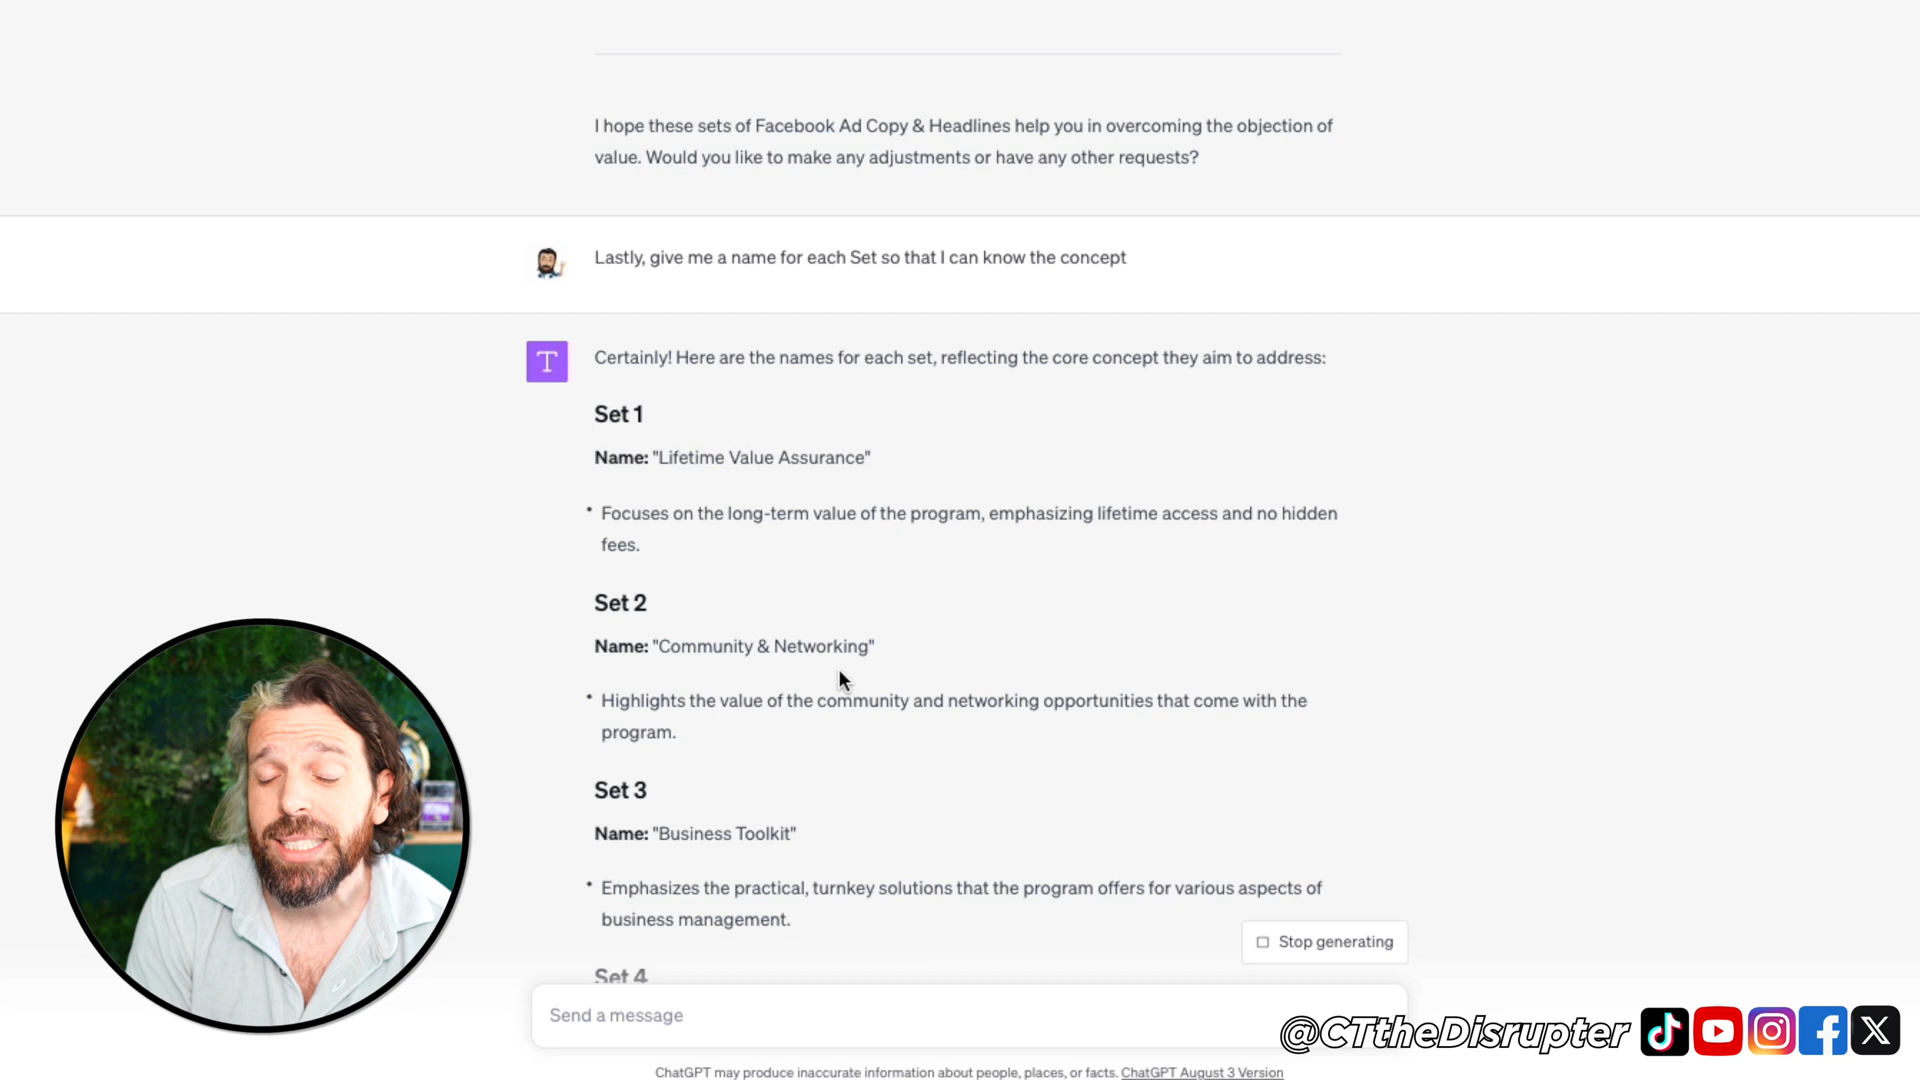 I hope these sets of Facebook Ad Copy & Headlines help you in overcoming the objection of
value. Would you like to make any adjustments or have any other requests?
Lastly, give me a name for each Set so that I can know the concept
T
Certainly! Here are the names for each set, reflecting the core concept they aim to address:
Set 1
Name: "Lifetime Value Assurance"
• Focuses on the long-term value of the program, emphasizing lifetime access and no hidden
fees.
Set 2
Name: "Community & Networking"
• Highlights the value of the community and networking opportunities that come with the
program.
Set 3
Name: "Business Toolkit"
• Emphasizes the practical, turnkey solutions that the program offers for various aspects of
business management.
Stop generating
Set 4
Send a message
@CTtheDisrupter
ChatGPT may produce inaccurate information about people, places, or facts. ChatGPT August 3 Version